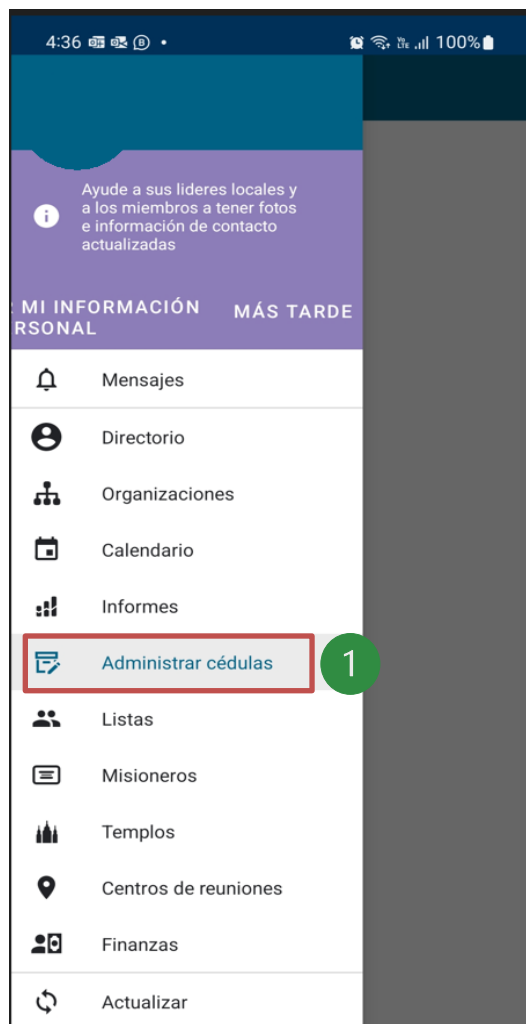 4:36 100%
Ayude a sus lideres locales y
a los miembros a tener fotos
e información de contacto
actualizadas
MI INFORMACIÓN
RSONAL
MÁS TARDE
Mensajes
Directorio
Organizaciones
Calendario
Informes
Administrar cédulas 1
Listas
Misioneros
Templos
Centros de reuniones
Finanzas
Actualizar